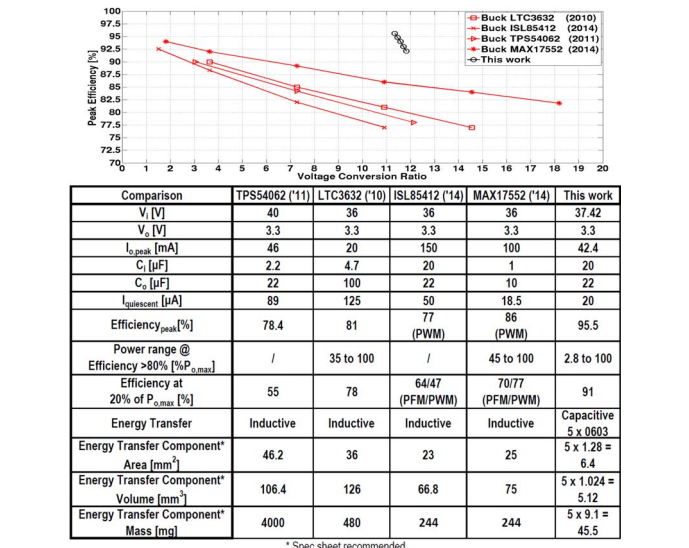 100
97.5
95
92.5
90
87.5
85
82.5
80
77.5
75
72.5
70
Peak Efficiency [%]
0 1 2 3 4 5 6 7 8 9 10 11 12 13 14 15 16 17 18 19 20
Voltage Conversion Ratio
Buck LTC3632 (2010)
Buck ISL85412 (2014)
Buck TPS54062 (2011)
Buck MAX17552 (2014)
This work
Comparison TPS54062 ('11) LTC3632 ('10) ISL85412 ('14) MAX17552 ('14) This work
Vi [V] 40 36 36 36 37.42
Vo [V] 3.3 3.3 3.3 3.3 3.3
Io,peak [mA] 46 20 150 100 42.4
Ci [µF] 2.2 4.7 20 1 20
Co [µF] 22 100 22 10 22
Iquiescent [µA] 89 125 50 18.5 20
Efficiencypeak[%] 78.4 81 77 (PWM) 86 (PWM) 95.5
Power range @
Efficiency >80% [%Po,max] / 35 to 100 / 45 to 100 2.8 to 100
Efficiency at
20% of Po,max [%] 55 78 64/47 (PFM/PWM) 70/77 (PFM/PWM) 91
Energy Transfer Inductive Inductive Inductive Inductive Capacitive 5 x 0603
Energy Transfer Component*
Area [mm2] 46.2 36 23 25 5 x 1.28 = 6.4
Energy Transfer Component*
Volume [mm3] 106.4 126 66.8 75 5 x 1.024 = 5.12
Energy Transfer Component*
Mass [mg] 4000 480 244 244 5 x 9.1 = 45.5
* Spec sheet recommended